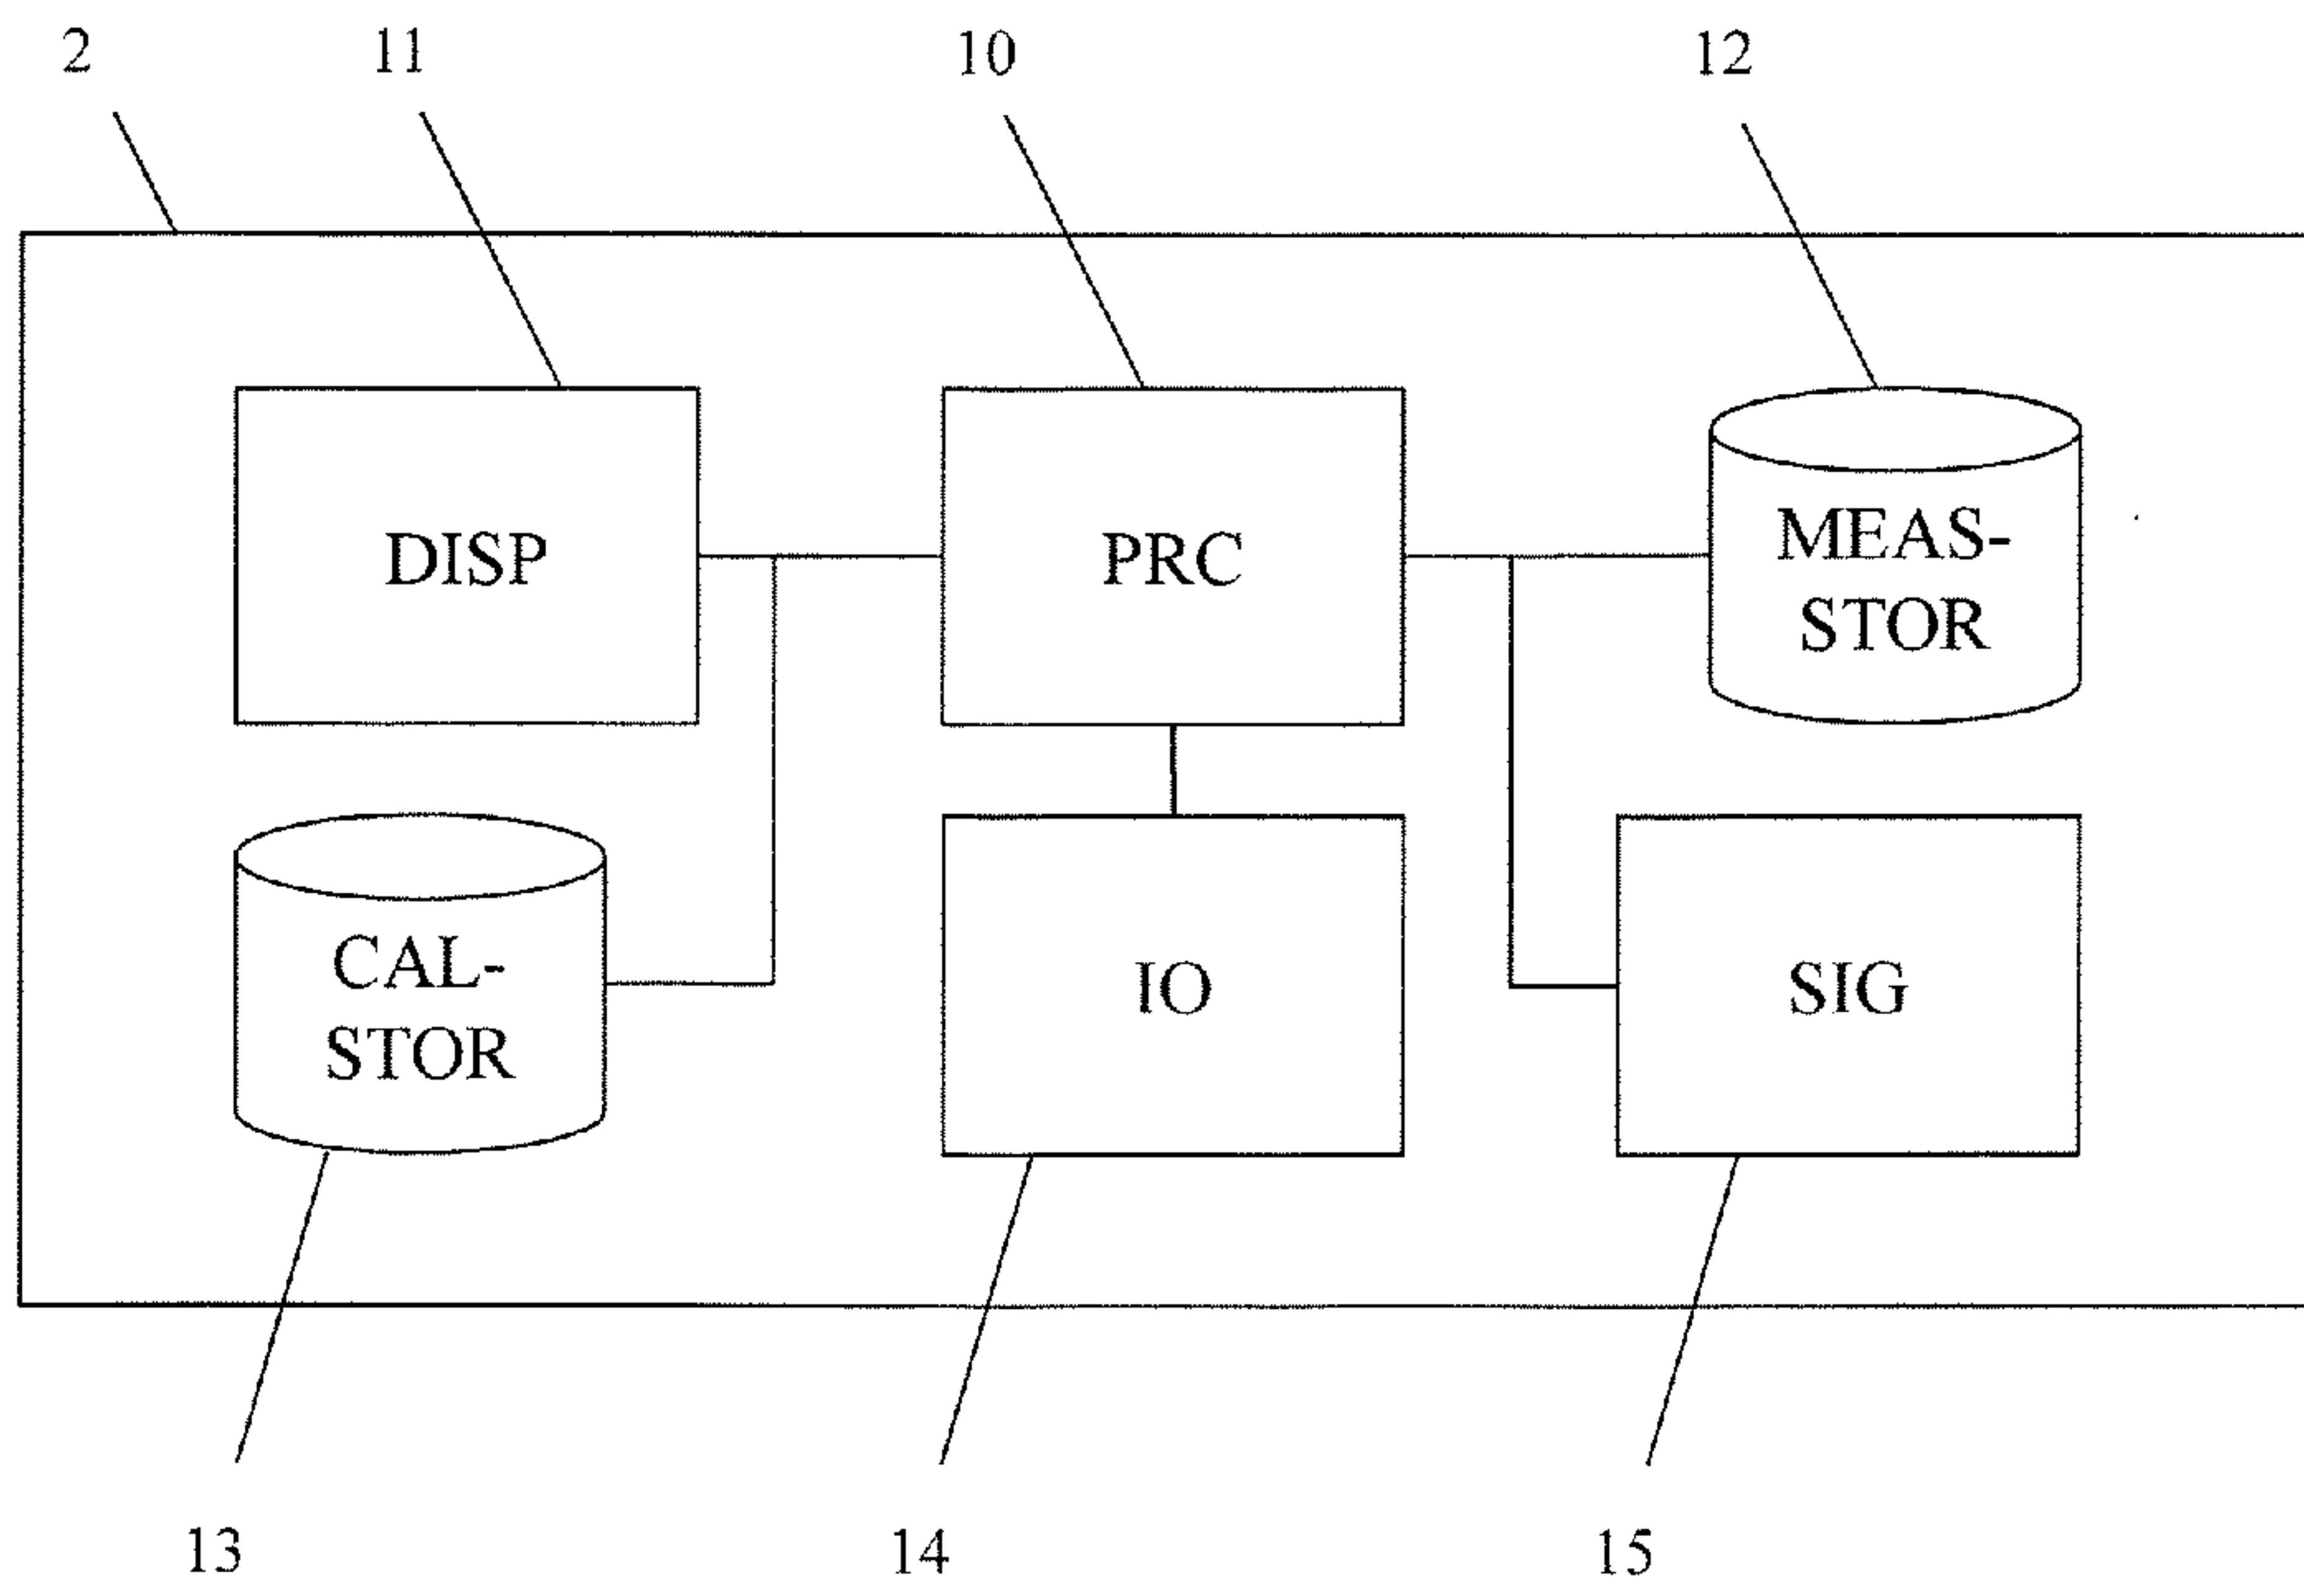 2
11
10
12
DISP
PRC
MEAS-
STOR
CAL-
STOR
IO
SIG
13
14
15